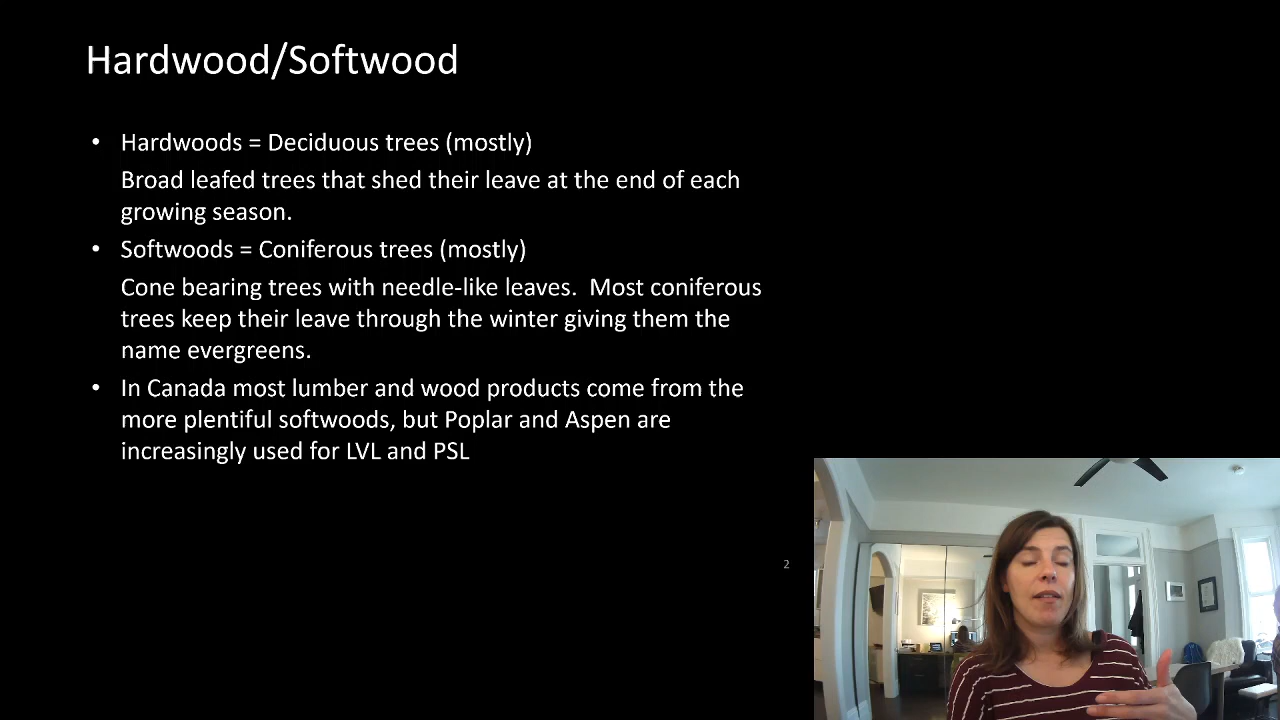 Hardwood/Softwood
• Hardwoods = Deciduous trees (mostly)
Broad leafed trees that shed their leave at the end of each
growing season.
• Softwoods = Coniferous trees (mostly)
Cone bearing trees with needle-like leaves. Most coniferous
trees keep their leave through the winter giving them the
name evergreens.
• In Canada most lumber and wood products come from the
more plentiful softwoods, but Poplar and Aspen are
increasingly used for LVL and PSL
2